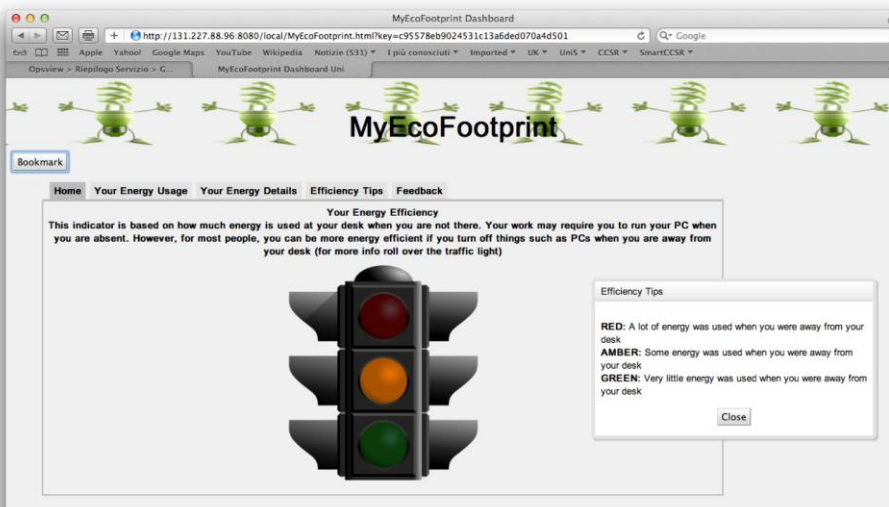 MyEcoFootprint Dashboard
http://131.227.88.96:8080/local/MyEcoFootprint.html?key=c95578eb9024531c13a6ded070a4d501
Google
Apple Yahoo! Google Maps YouTube Wikipedia Notizie (531) I più conosciuti Imported UK UniS CCSR SmartCCSR
Opsview > Riepilogo Servizio > G... MyEcoFootprint Dashboard Uni
MyEcoFootprint
Bookmark
Home Your Energy Usage Your Energy Details Efficiency Tips Feedback
Your Energy Efficiency
This indicator is based on how much energy is used at your desk when you are not there. Your work may require you to run your PC when
you are absent. However, for most people, you can be more energy efficient if you turn off things such as PCs when you are away from
your desk (for more info roll over the traffic light)
Efficiency Tips
RED: A lot of energy was used when you were away from your
desk
AMBER: Some energy was used when you were away from
your desk
GREEN: Very little energy was used when you were away from
your desk
Close